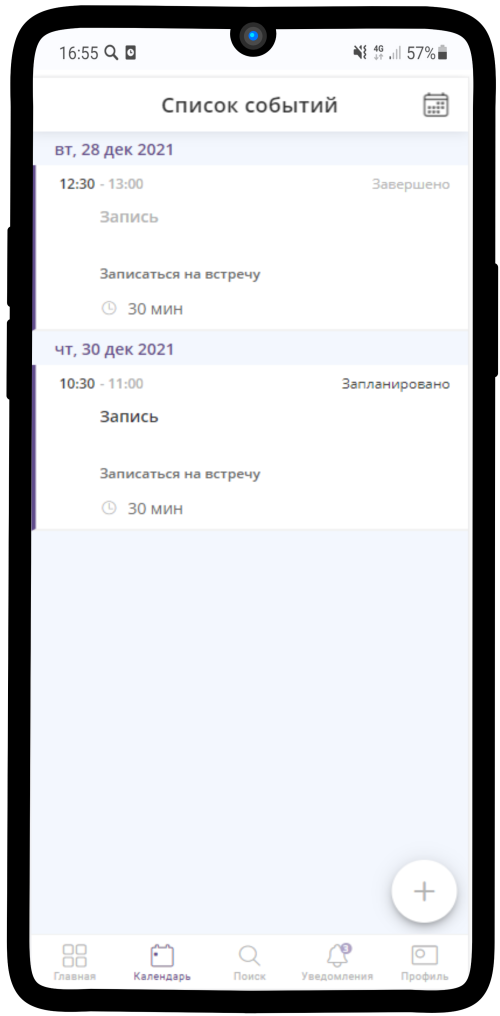 16:55
4G 57%
Список событий
вт, 28 дек 2021
12:30 - 13:00 Завершено
Запись
Записаться на встречу
30 мин
чт, 30 дек 2021
10:30 - 11:00 Запланировано
Запись
Записаться на встречу
30 мин
+
3
Главная Календарь Поиск Уведомления Профиль